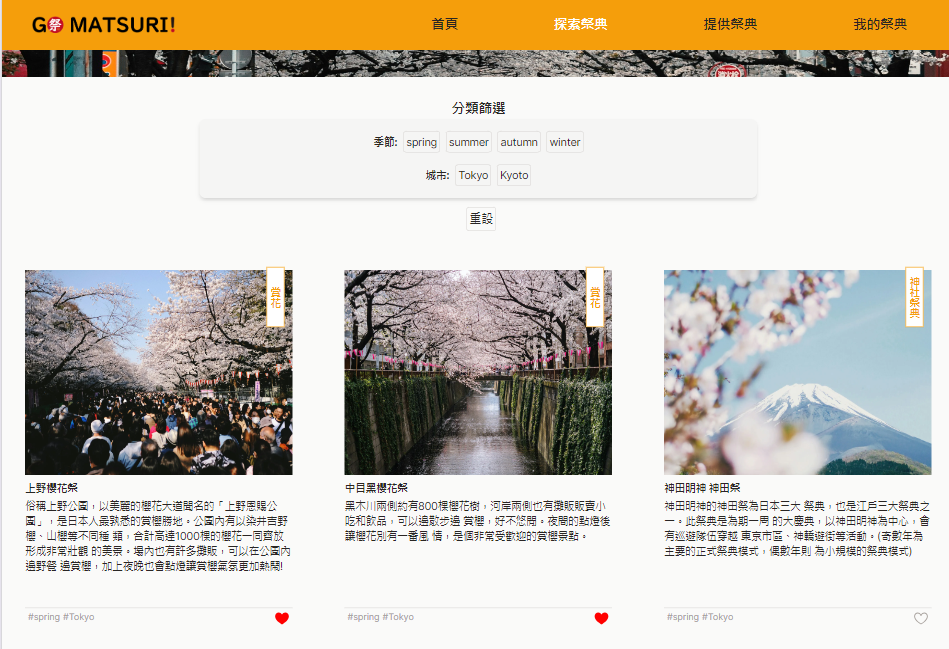 GO祭 MATSURI!
首頁 探索祭典 提供祭典 我的祭典
分類篩選
季節: spring summer autumn winter
城市: Tokyo Kyoto
重設
賞花
上野櫻花祭
俗稱上野公園,以美麗的櫻花大道聞名的「上野恩賜公
園」,是日本人最熟悉的賞櫻勝地。公園內有以染井吉野
櫻、山櫻等不同種 類,合計高達1000棵的櫻花一同齊放
形成非常壯觀 的美景。場內也有許多攤販,可以在公園內
邊野餐 邊賞櫻,加上夜晚也會點燈讓賞櫻氣氛更加熱鬧!
#spring #Tokyo
賞花
中目黑櫻花祭
黑木川兩側約有800棵櫻花樹,河岸兩側也有攤販販賣小
吃和飲品,可以邊散步邊 賞櫻,好不悠閒。夜間的點燈後
讓櫻花別有一番風 情,是個非常受歡迎的賞櫻景點。
#spring #Tokyo
神社祭典
神田明神 神田祭
神田明神的神田祭為日本三大 祭典,也是江戶三大祭典之
一。此祭典是為期一周 的大慶典,以神田明神為中心,會
有巡遊隊伍穿越 東京市區、神轎遊街等活動。(寄數年為
主要的正式祭典模式,偶數年則 為小規模的祭典模式)
#spring #Tokyo